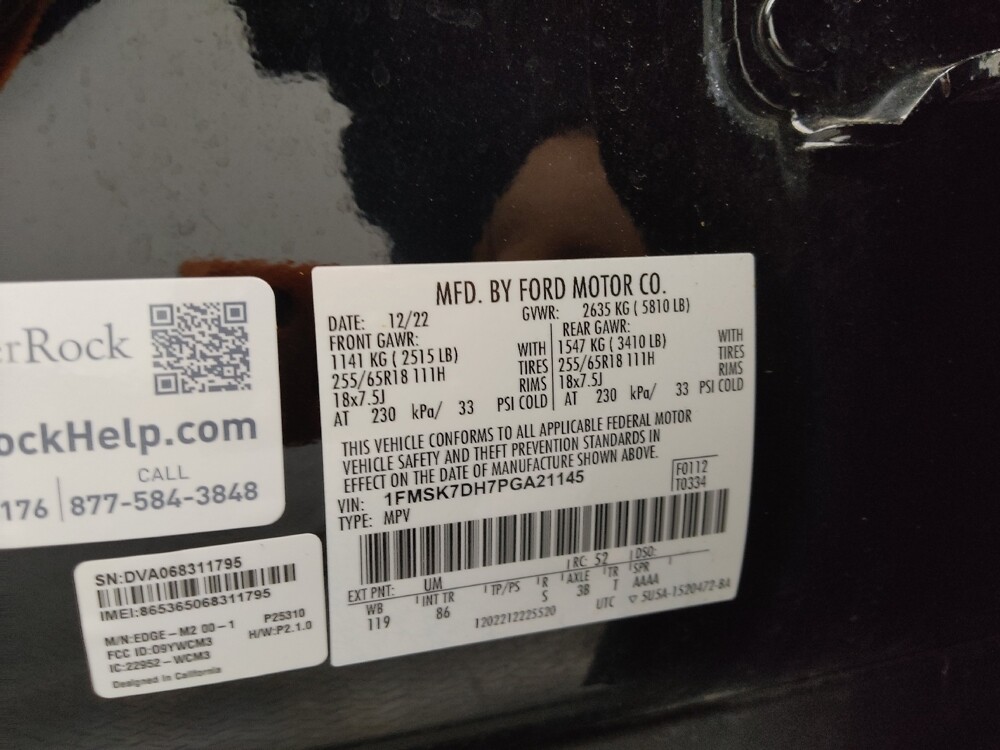 erRock
ockHelp.com
CALL
176 | 877-584-3848
SN:DVA068311795
IMEI:865365068311795
M/N:EDGE-M2 00-1 P25310
FCC ID:O9YWCM3 H/W:P2.1.0
IC:22952-WCM3
Designed in California
MFD. BY FORD MOTOR CO.
DATE: 12/22 GVWR: 2635 KG ( 5810 LB)
FRONT GAWR:
1141 KG ( 2515 LB) WITH
255/65R18 111H TIRES
18x7.5J RIMS
AT 230 kPa/ 33 PSI COLD
REAR GAWR:
1547 KG ( 3410 LB) WITH
255/65R18 111H TIRES
18x7.5J RIMS
AT 230 kPa/ 33 PSI COLD
THIS VEHICLE CONFORMS TO ALL APPLICABLE FEDERAL MOTOR
VEHICLE SAFETY AND THEFT PREVENTION STANDARDS IN
EFFECT ON THE DATE OF MANUFACTURE SHOWN ABOVE.
F0112
T0334
VIN: 1FMSK7DH7PGA21145
TYPE: MPV
RC: 52 DSO:
EXT PNT: UM
WB INT TR TP/PS R AXLE TR SPR
119 86 S 3B T AAAA
1202212225520 UTC ▽ 5USA-1520472-BA